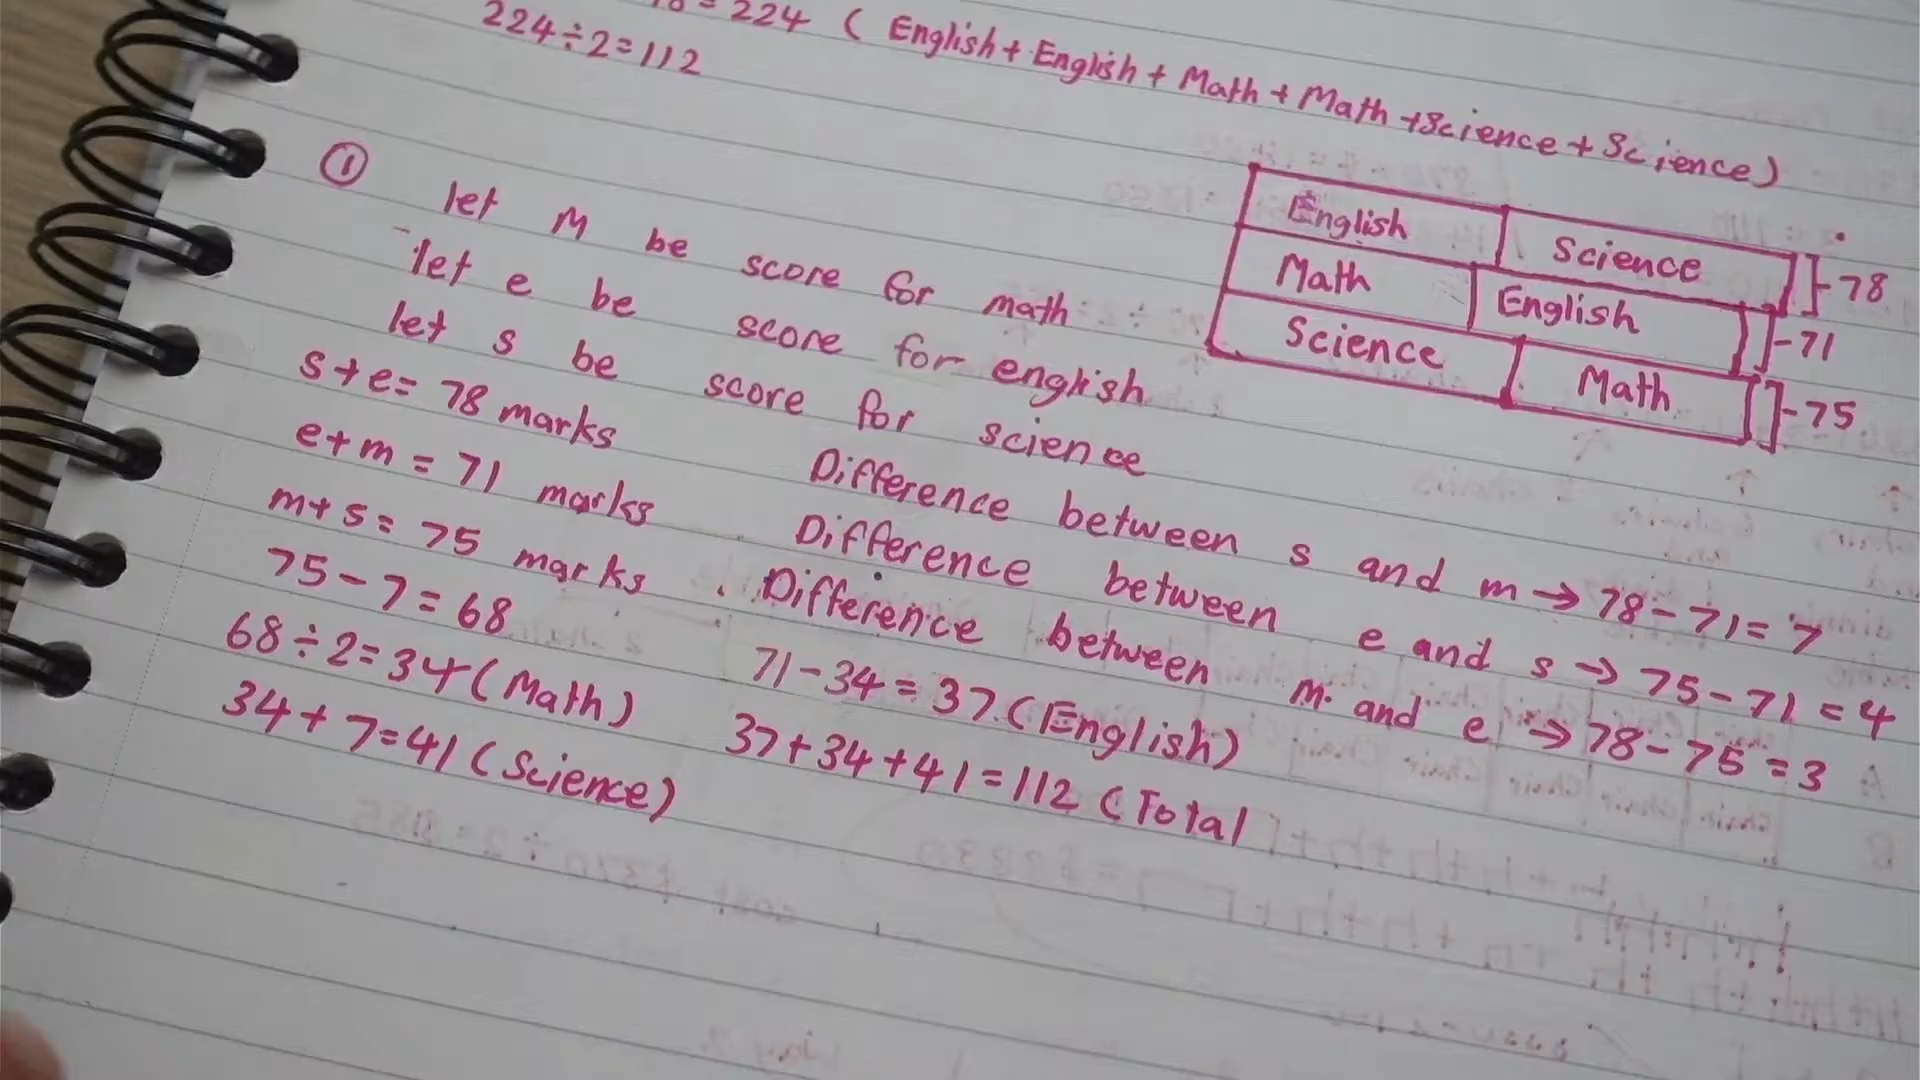 = 224 ( English + English + Math + Math + Science + Science )
224÷2=112
English Science 78
Math English -71
Science Math -75
①
let M be score for math
let e be score for english
let s be score for science
s+e= 78 marks
e+m = 71 marks
m+s= 75 marks
Difference between s and m → 78-71= 7
Difference between e and s → 75-71 = 4
Difference between m and e → 78-75 = 3
75-7=68
68÷2=34 (Math)
34+7=41 (Science)
71-34=37 (English)
37+34+41=112 (Total